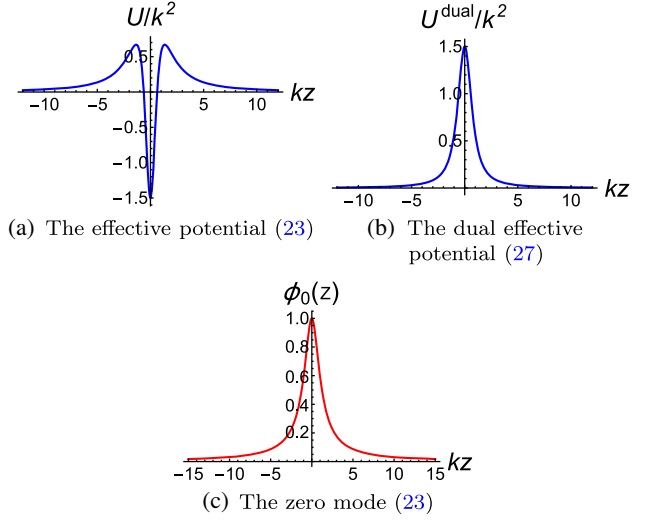 U/k²
0.5
−10 −5 5 10 kz
−0.5
−1.0
−1.5
(a) The effective potential (23)
U^dual/k²
1.5
1.0
0.5
−10 −5 5 10 kz
(b) The dual effective
potential (27)
ϕ₀(z)
1.0
0.8
0.6
0.4
0.2
−15 −10 −5 5 10 15 kz
(c) The zero mode (23)